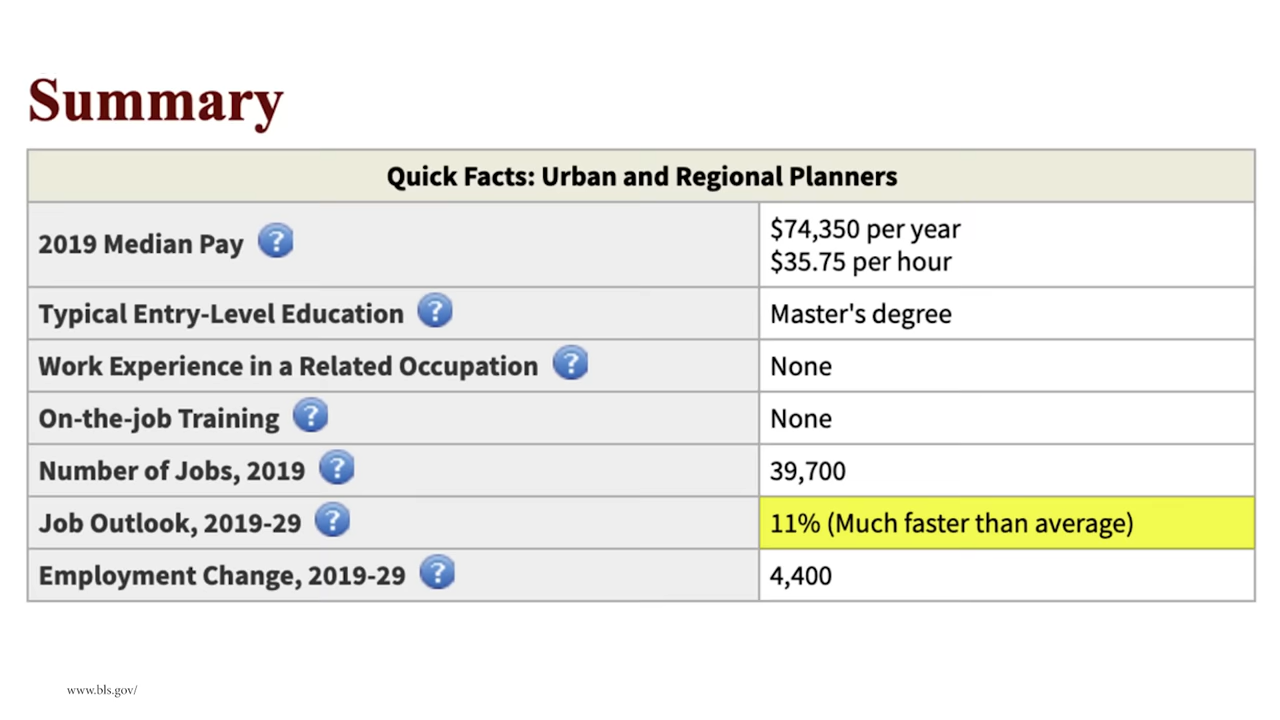 Summary
Quick Facts: Urban and Regional Planners
2019 Median Pay ?
$74,350 per year
$35.75 per hour
Typical Entry-Level Education ?
Master's degree
Work Experience in a Related Occupation ?
None
On-the-job Training ?
None
Number of Jobs, 2019 ?
39,700
Job Outlook, 2019-29 ?
11% (Much faster than average)
Employment Change, 2019-29 ?
4,400
www.bls.gov/